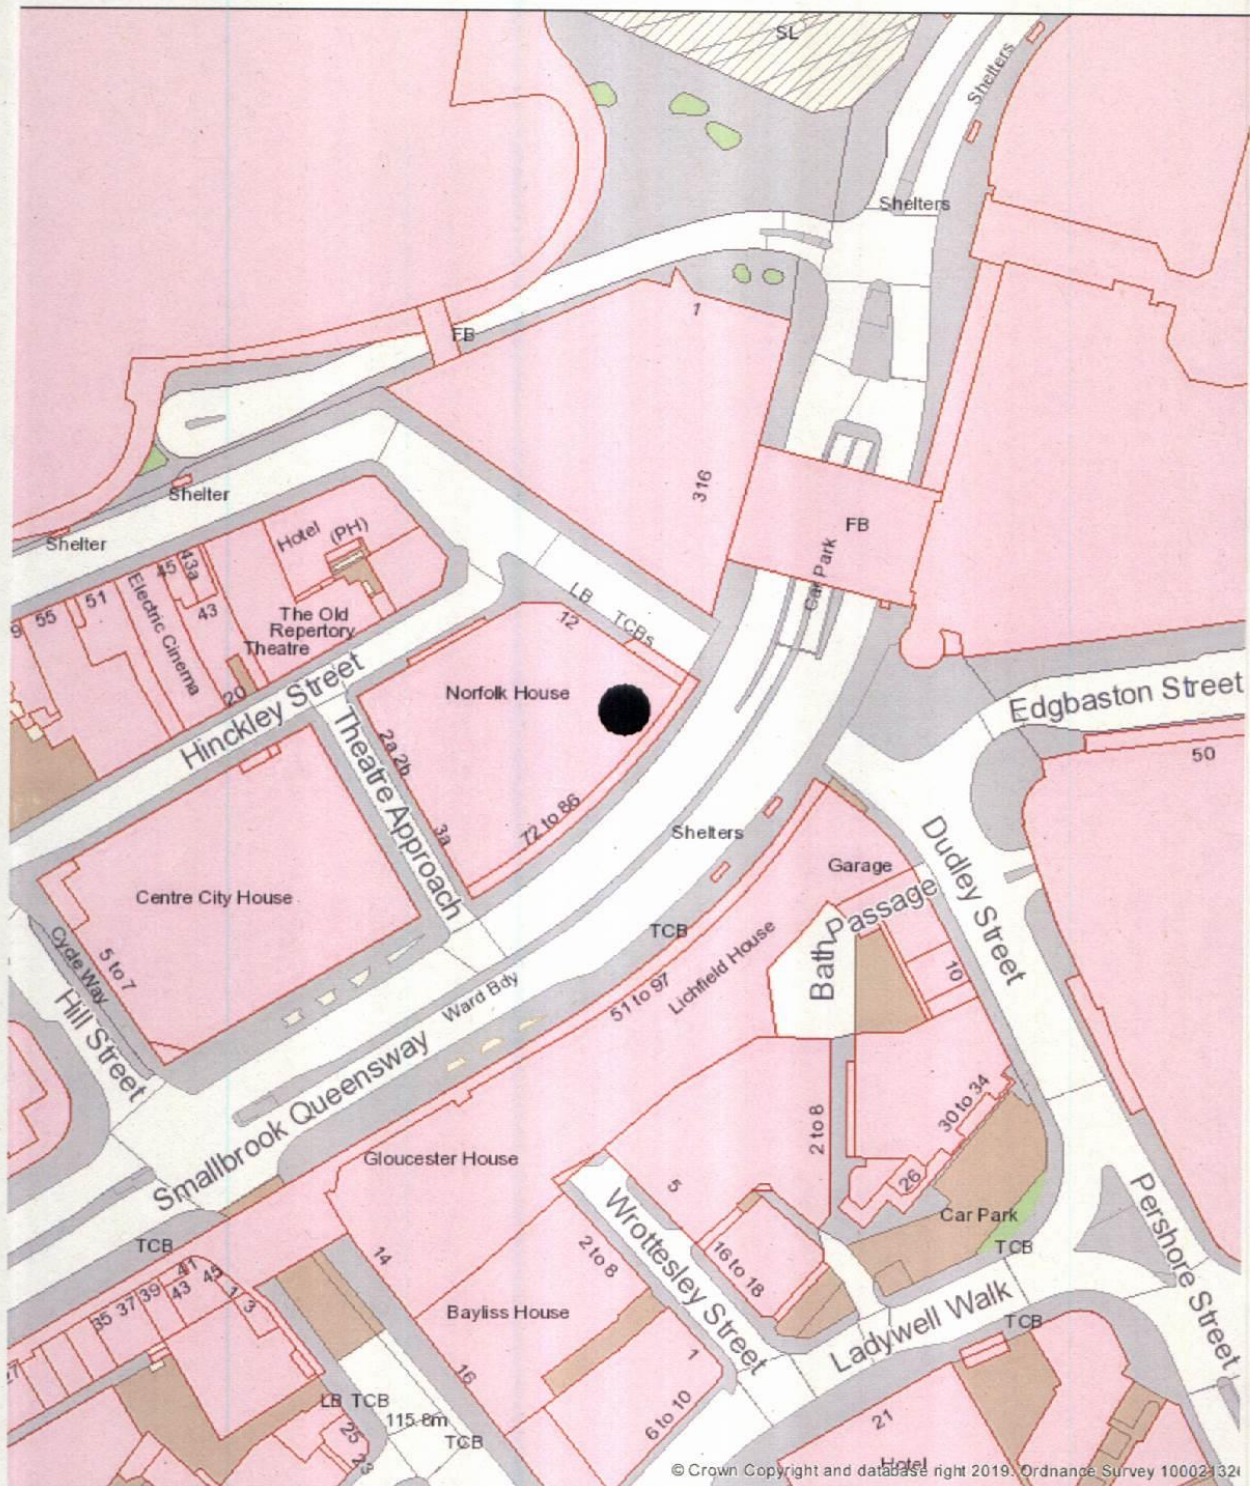 SL
Shelters
Shelters
1
FB
316
Shelter
Shelter
Hotel
(PH)
FB
Car Park
45
43a
51
55
43
Electric Cinema
The Old
Repertory
Theatre
20
LB
TCBs
12
Norfolk House
Hinckley Street
Theatre Approach
2a 2b
3a
72 to 86
Edgbaston Street
50
Shelters
Garage
Dudley Street
Centre City House
5 to 7
Cycle Way
Hill Street
TCB
Bath Passage
10
Lichfield House
51 to 97
Ward Bdy
Smallbrook Queensway
Gloucester House
2 to 8
30 to 34
26
5
Car Park
TCB
Pershore Street
TCB
14
41
45
43
39
37
35
1
3
Wrottesley Street
2 to 8
16 to 18
Bayliss House
Ladywell Walk
TCB
16
1
6 to 10
LB TCB
115.8m
TCB
25
21
Hotel
© Crown Copyright and database right 2019. Ordnance Survey